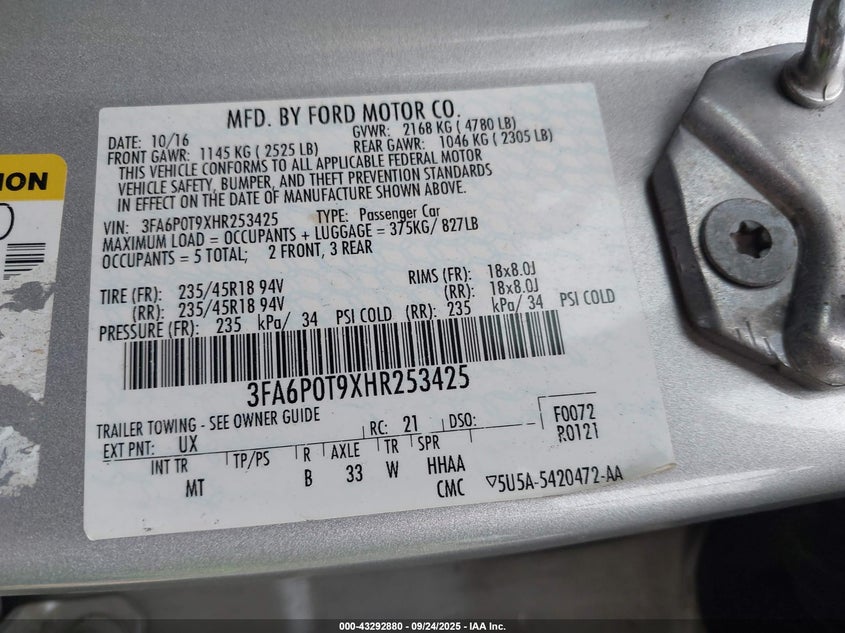 MFD. BY FORD MOTOR CO.
DATE: 10/16 GVWR: 2168 KG ( 4780 LB)
FRONT GAWR: 1145 KG ( 2525 LB) REAR GAWR: 1046 KG ( 2305 LB)
THIS VEHICLE CONFORMS TO ALL APPLICABLE FEDERAL MOTOR
VEHICLE SAFETY, BUMPER, AND THEFT PREVENTION STANDARDS
IN EFFECT ON THE DATE OF MANUFACTURE SHOWN ABOVE.
VIN: 3FA6P0T9XHR253425 TYPE: Passenger Car
MAXIMUM LOAD = OCCUPANTS + LUGGAGE = 375KG/ 827LB
OCCUPANTS = 5 TOTAL; 2 FRONT, 3 REAR
TIRE (FR): 235/45R18 94V RIMS (FR): 18x8.0J
(RR): 235/45R18 94V (RR): 18x8.0J
PRESSURE (FR): 235 kPa/ 34 PSI COLD (RR): 235 kPa/ 34 PSI COLD
3FA6P0T9XHR253425
TRAILER TOWING - SEE OWNER GUIDE
EXT PNT: UX RC: 21 DSO: F0072
R0121
INT TR TP/PS R AXLE TR SPR
MT B 33 W HHAA
CMC ▽5U5A-5420472-AA
000-43292880 - 09/24/2025 - IAA Inc.